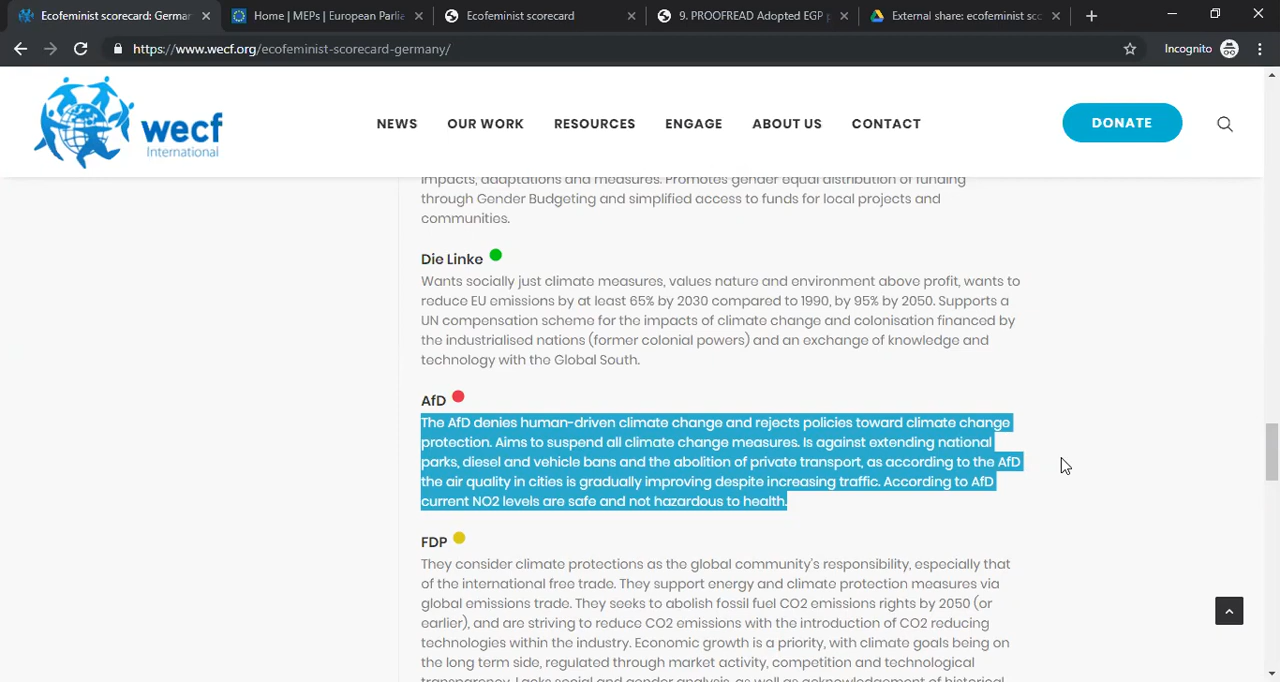 Ecofeminist scorecard: German
Home | MEPs | European Parlia
Ecofeminist scorecard
9. PROOFREAD Adopted EGP p
External share: ecofeminist sco
https://www.wecf.org/ecofeminist-scorecard-germany/
Incognito
wecf
International
NEWS
OUR WORK
RESOURCES
ENGAGE
ABOUT US
CONTACT
DONATE
impacts, adaptations and measures. Promotes gender equal distribution of funding
through Gender Budgeting and simplified access to funds for local projects and
communities.
Die Linke
Wants socially just climate measures, values nature and environment above profit, wants to
reduce EU emissions by at least 65% by 2030 compared to 1990, by 95% by 2050. Supports a
UN compensation scheme for the impacts of climate change and colonisation financed by
the industrialised nations (former colonial powers) and an exchange of knowledge and
technology with the Global South.
AfD
The AfD denies human-driven climate change and rejects policies toward climate change
protection. Aims to suspend all climate change measures. Is against extending national
parks, diesel and vehicle bans and the abolition of private transport, as according to the AfD
the air quality in cities is gradually improving despite increasing traffic. According to AfD
current NO2 levels are safe and not hazardous to health.
FDP
They consider climate protections as the global community's responsibility, especially that
of the international free trade. They support energy and climate protection measures via
global emissions trade. They seeks to abolish fossil fuel CO2 emissions rights by 2050 (or
earlier), and are striving to reduce CO2 emissions with the introduction of CO2 reducing
technologies within the industry. Economic growth is a priority, with climate goals being on
the long term side, regulated through market activity, competition and technological
transparency. Lacks social and gender analysis, as well as acknowledgement of historical